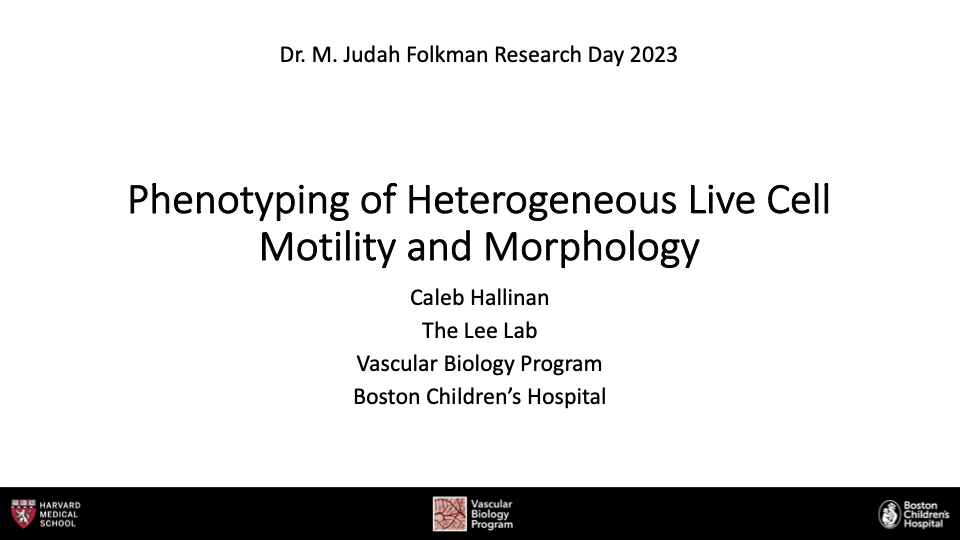 Dr. M. Judah Folkman Research Day 2023
Phenotyping of Heterogeneous Live Cell
Motility and Morphology
Caleb Hallinan
The Lee Lab
Vascular Biology Program
Boston Children’s Hospital
HARVARD
MEDICAL
SCHOOL
Vascular
Biology
Program
Boston
Children's
Hospital